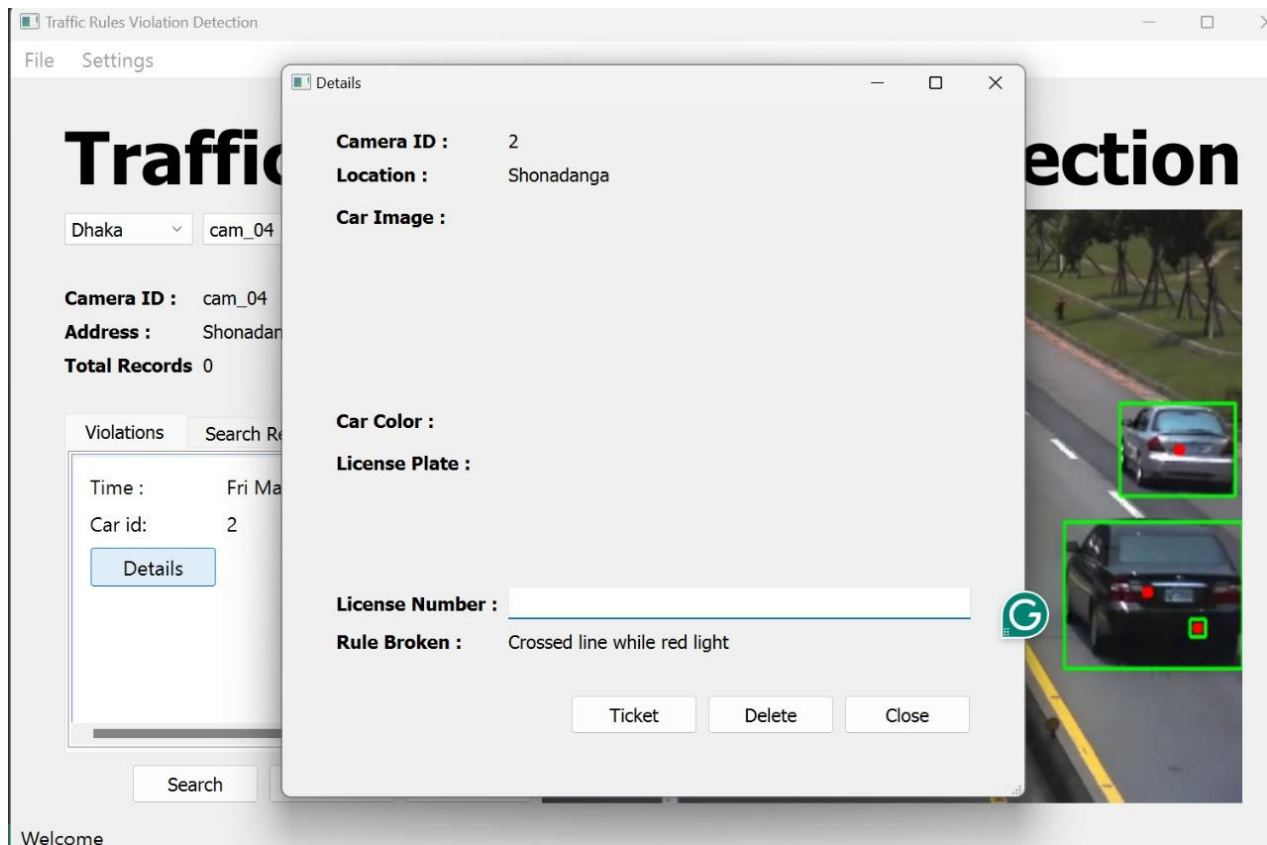 Traffic Rules Violation Detection
File Settings
Traffic
ection
Dhaka
cam_04
Camera ID : cam_04
Address : Shonadan
Total Records 0
Violations
Search Re
Time : Fri Ma
Car id: 2
Details
Search
Welcome
Details
Camera ID : 2
Location : Shonadanga
Car Image :
Car Color :
License Plate :
License Number :
Rule Broken : Crossed line while red light
Ticket Delete Close
G